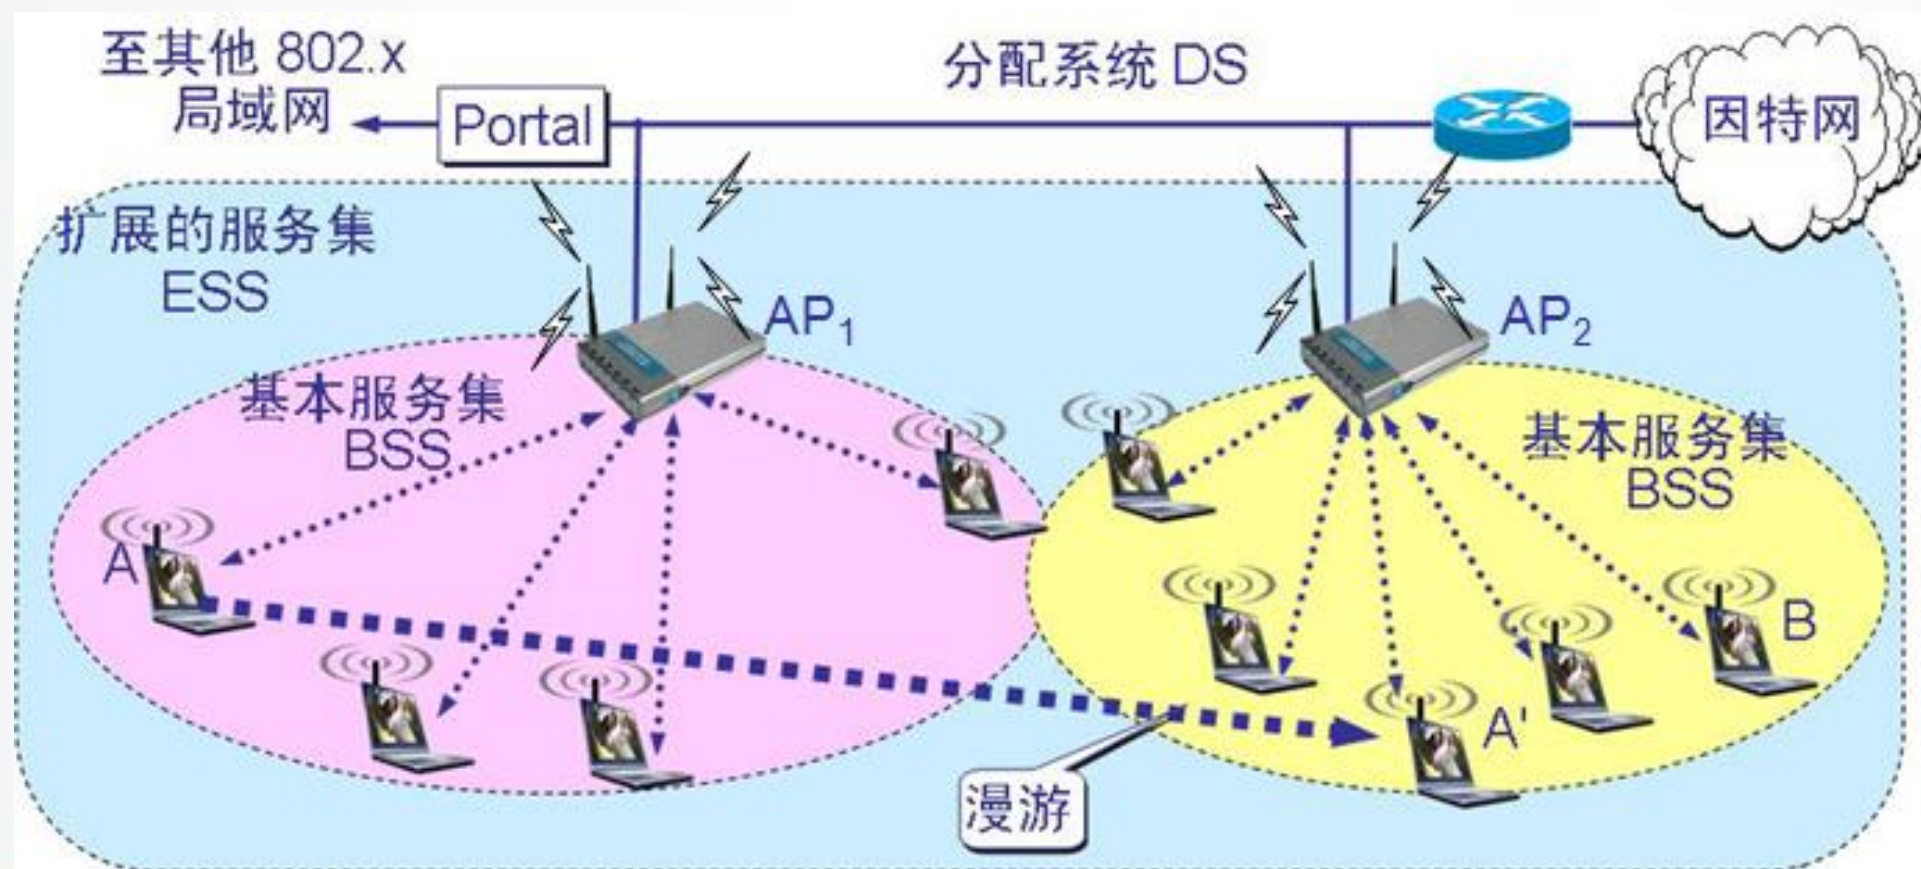 至其他 802.x
局域网
Portal
分配系统 DS
因特网
扩展的服务集
ESS
AP₁
AP₂
基本服务集
BSS
基本服务集
BSS
A
B
A'
漫游